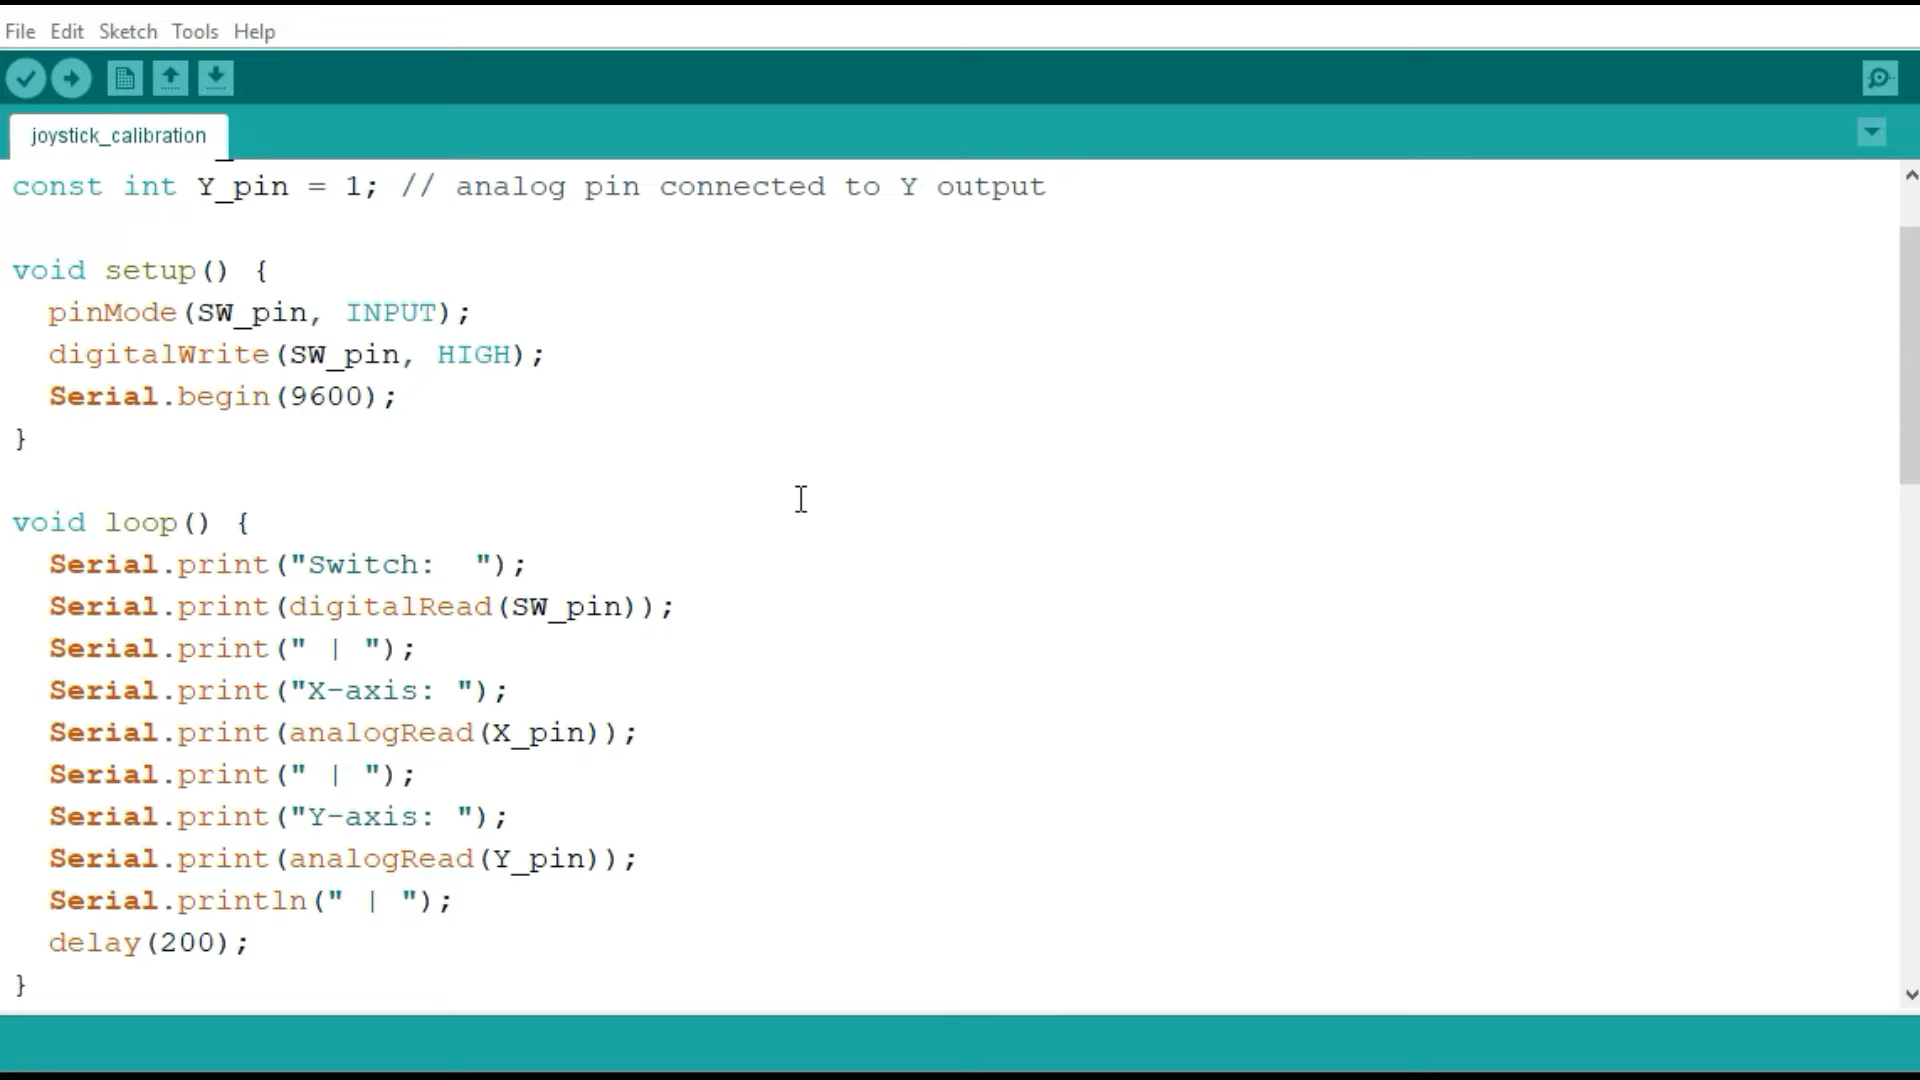 File Edit Sketch Tools Help
joystick_calibration
const int Y_pin = 1; // analog pin connected to Y output
void setup() {
  pinMode(SW_pin, INPUT);
  digitalWrite(SW_pin, HIGH);
  Serial.begin(9600);
}
void loop() {
  Serial.print("Switch:  ");
  Serial.print(digitalRead(SW_pin));
  Serial.print(" | ");
  Serial.print("X-axis: ");
  Serial.print(analogRead(X_pin));
  Serial.print(" | ");
  Serial.print("Y-axis: ");
  Serial.print(analogRead(Y_pin));
  Serial.println(" | ");
  delay(200);
}